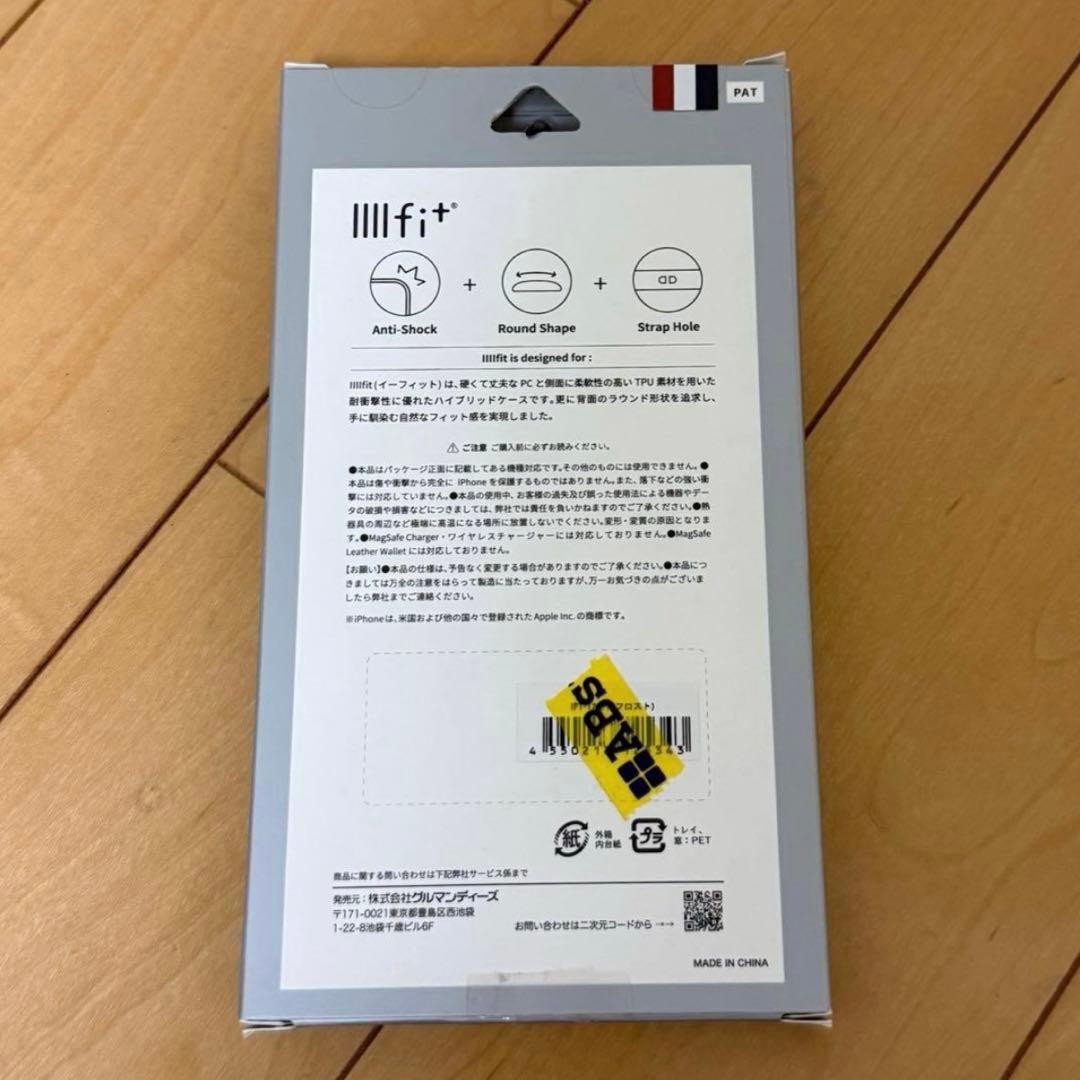 PAT
IIIIfit®
Anti-Shock + Round Shape + Strap Hole
IIIIfit is designed for :
IIIIfit (イーフィット) は、硬くて丈夫な PC と側面に柔軟性の高い TPU 素材を用いた
耐衝撃性に優れたハイブリッドケースです。更に背面のラウンド形状を追求し、
手に馴染む自然なフィット感を実現しました。
⚠ ご注意 ご購入前に必ずお読みください。
●本品はパッケージ正面に記載してある機種対応です。その他のものには使用できません。●
本品は傷や衝撃から完全に iPhone を保護するものではありません。また、落下などの強い衝
撃には対応していません。●本品の使用中、お客様の過失及び誤った使用法による機器やデー
タの破損や損害などにつきましては、弊社では責任を負いかねますのでご了承ください。●熱
器具の周辺など極端に高温になる場所に放置しないでください。変形・変質の原因となりま
す。●MagSafe Charger・ワイヤレスチャージャーには対応しておりません。●MagSafe
Leather Wallet には対応しておりません。
【お願い】●本品の仕様は、予告なく変更する場合がありますのでご了承ください。●本品につ
きましては万全の注意をはらって製造に当たっておりますが、万一お気づきの点がございま
したら弊社までご連絡ください。
※iPhoneは、米国および他の国々で登録された Apple Inc. の商標です。
フロスト)
ABS
紙 外箱 内台紙
プラ トレイ、窓：PET
商品に関する問い合わせは下記弊社サービス係まで
発売元：株式会社グルマンディーズ
〒171-0021東京都豊島区西池袋
1-22-8池袋千歳ビル6F
お問い合わせは二次元コードから →→
MADE IN CHINA